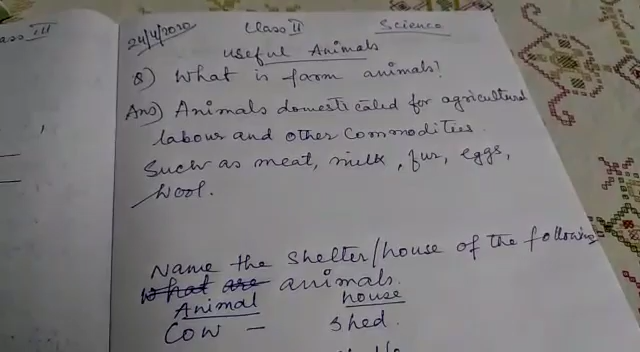 ass III
24/4/2020 Class II Science
Useful Animals
Q) What is farm animals?
Ans) Animals domesticated for agricultural
labour and other commodities.
Such as meat, milk, fur, eggs,
wool.
Name the shelter/house of the following
What are animals.
Animal house
Cow - shed.